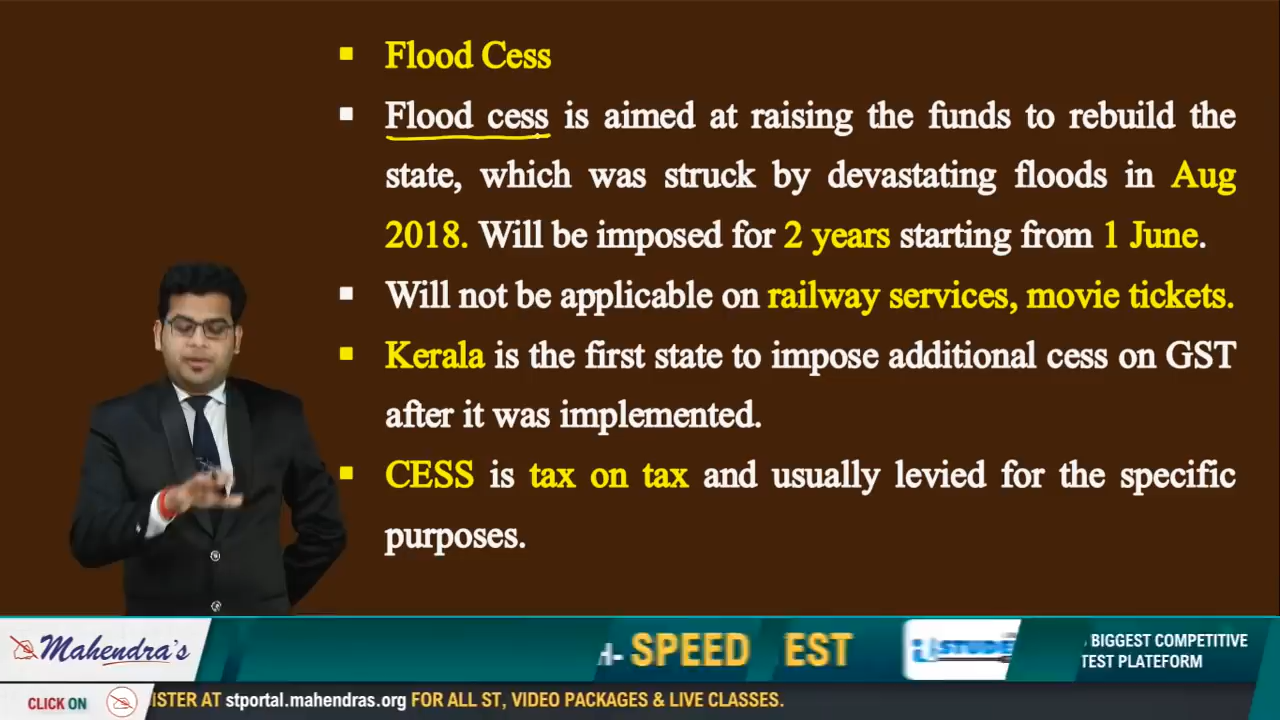 Flood Cess
Flood cess is aimed at raising the funds to rebuild the
state, which was struck by devastating floods in Aug
2018. Will be imposed for 2 years starting from 1 June.
Will not be applicable on railway services, movie tickets.
Kerala is the first state to impose additional cess on GST
after it was implemented.
CESS is tax on tax and usually levied for the specific
purposes.
Mahendra's
SPEED EST
BIGGEST COMPETITIVE
TEST PLATEFORM
CLICK ON
ISTER AT stportal.mahendras.org FOR ALL ST, VIDEO PACKAGES & LIVE CLASSES.